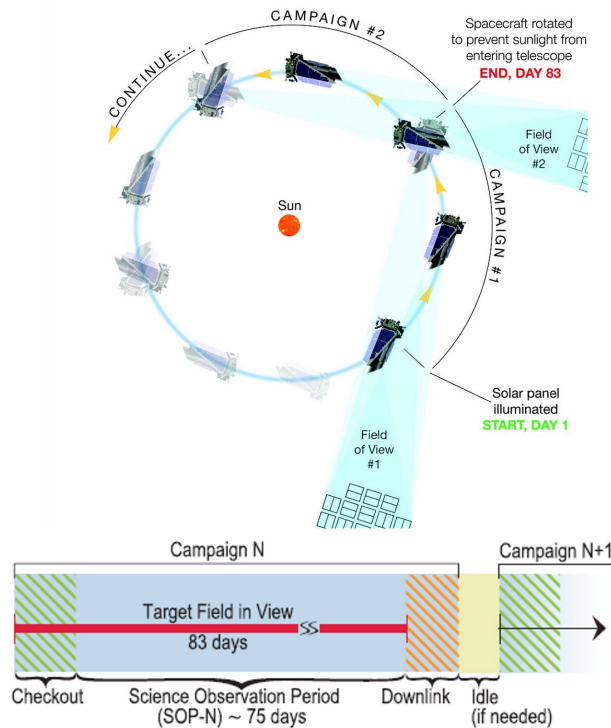 CAMPAIGN #2
Spacecraft rotated
to prevent sunlight from
entering telescope
END, DAY 83
CONTINUE...
Field
of View
#2
CAMPAIGN #1
Sun
Solar panel
illuminated
START, DAY 1
Field
of View
#1
Campaign N
Campaign N+1
Target Field in View
83 days
Checkout
Science Observation Period
(SOP-N) ~ 75 days
Downlink
Idle
(if needed)